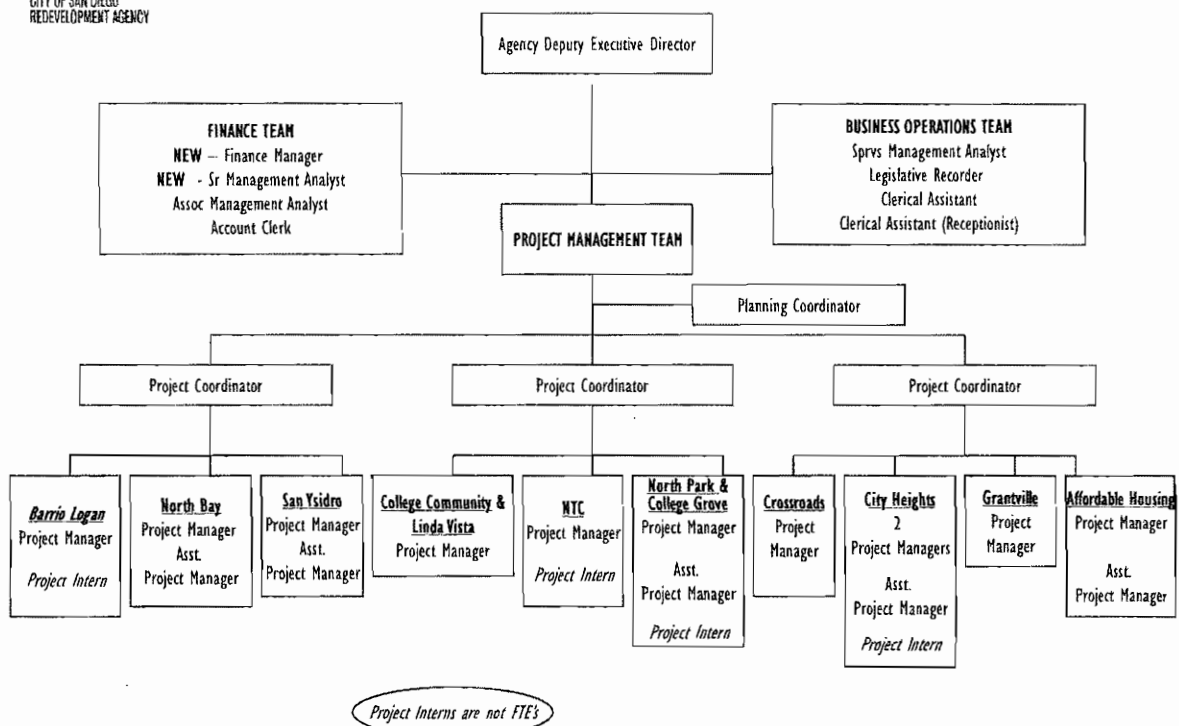 CITY OF SAN DIEGO
REDEVELOPMENT AGENCY
Agency Deputy Executive Director
FINANCE TEAM
NEW – Finance Manager
NEW - Sr Management Analyst
Assoc Management Analyst
Account Clerk
BUSINESS OPERATIONS TEAM
Sprvs Management Analyst
Legislative Recorder
Clerical Assistant
Clerical Assistant (Receptionist)
PROJECT MANAGEMENT TEAM
Planning Coordinator
Project Coordinator
Project Coordinator
Project Coordinator
Barrio Logan
Project Manager
Project Intern
North Bay
Project Manager
Asst.
Project Manager
San Ysidro
Project Manager
Asst.
Project Manager
College Community &
Linda Vista
Project Manager
NTC
Project Manager
Project Intern
North Park &
College Grove
Project Manager
Asst.
Project Manager
Project Intern
Crossroads
Project
Manager
City Heights
2
Project Managers
Asst.
Project Manager
Project Intern
Grantville
Project
Manager
Affordable Housing
Project Manager
Asst.
Project Manager
Project Interns are not FTE's